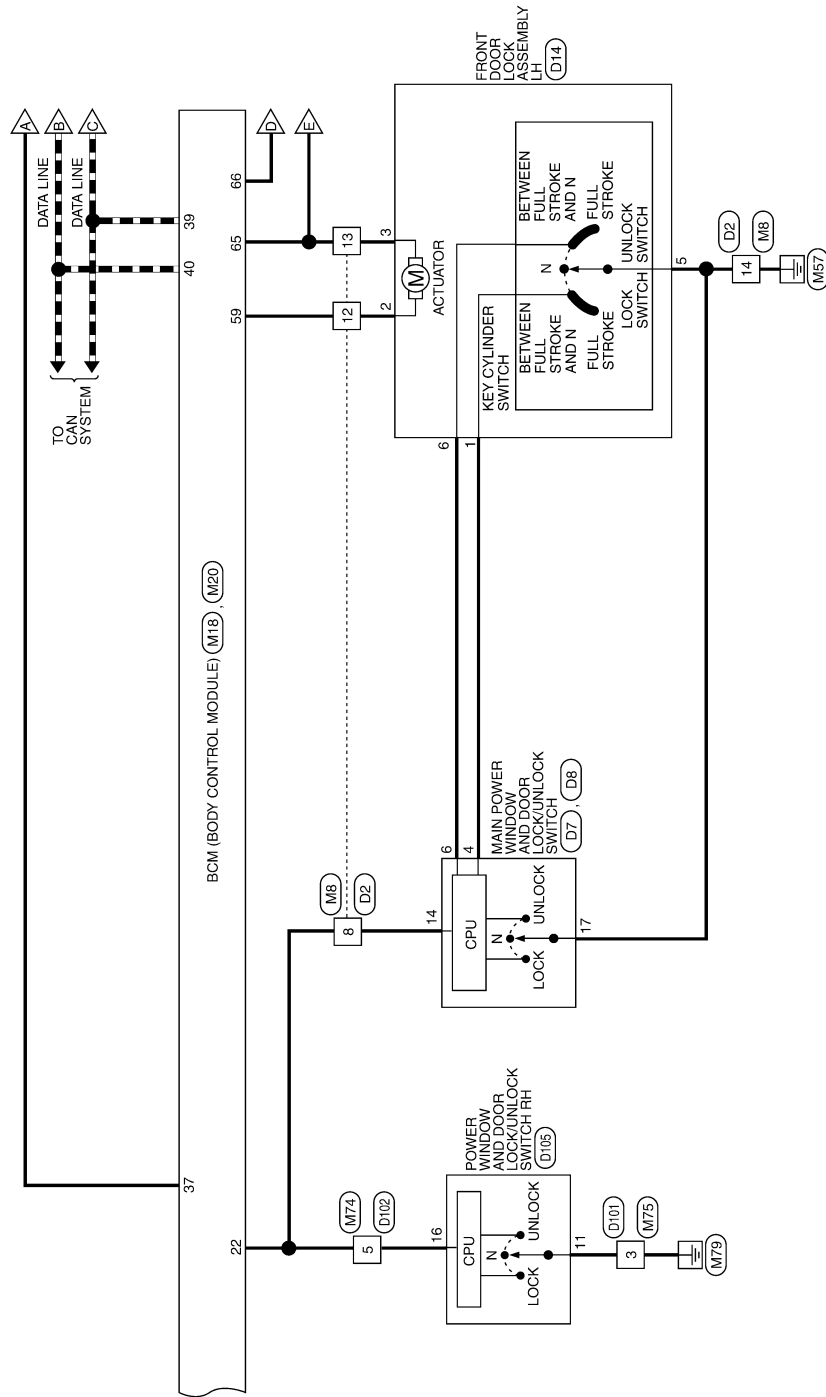 A
DATA LINE
B
DATA LINE
C
TO
CAN
SYSTEM
37
40
39
BCM (BODY CONTROL MODULE) M18 , M20
22
59
65
66
D
E
M74
5
D102
M8
8
D2
12
13
POWER
WINDOW
AND DOOR
LOCK/UNLOCK
SWITCH RH
D105
16
CPU
N
LOCK
UNLOCK
11
D101
3
M75
M79
14
6
4
MAIN POWER
WINDOW
AND DOOR
LOCK/UNLOCK
SWITCH
D7 , D8
CPU
N
LOCK
UNLOCK
17
2
3
M
ACTUATOR
FRONT
DOOR
LOCK
ASSEMBLY
LH
D14
6
1
KEY CYLINDER
SWITCH
BETWEEN
FULL
STROKE
AND N
FULL
STROKE
N
BETWEEN
FULL
STROKE
AND N
FULL
STROKE
LOCK
SWITCH
UNLOCK
SWITCH
5
D2
14
M8
M57